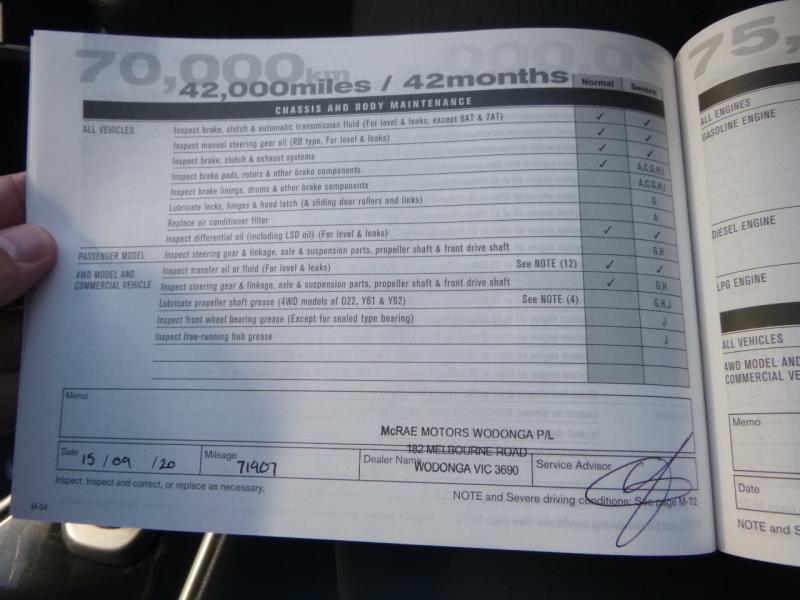 70,000km
42,000miles / 42months
Normal Severe
CHASSIS AND BODY MAINTENANCE
ALL VEHICLES Inspect brake, clutch & automatic transmission fluid (For level & leaks, except 6AT & 7AT) ✓ ✓
Inspect manual steering gear oil (RB type, For level & leaks) ✓ ✓
Inspect brake, clutch & exhaust systems ✓ ✓
Inspect brake pads, rotors & other brake components ✓ A,C,G,H,I
Inspect brake linings, drums & other brake components A,C,G,H,I
Lubricate locks, hinges & hood latch (& sliding door rollers and links) G
Replace air conditioner filter A
Inspect differential oil (including LSD oil) (For level & leaks) ✓ ✓
PASSENGER MODEL Inspect steering gear & linkage, axle & suspension parts, propeller shaft & front drive shaft G,H
4WD MODEL AND COMMERCIAL VEHICLE Inspect transfer oil or fluid (For level & leaks) See NOTE (12) ✓ ✓
Inspect steering gear & linkage, axle & suspension parts, propeller shaft & front drive shaft ✓ G,H
Lubricate propeller shaft grease (4WD models of D22, Y61 & Y62) See NOTE (4) G,H,J
Inspect front wheel bearing grease (Except for sealed type bearing) J
Inspect free-running hub grease J
Memo
McRAE MOTORS WODONGA P/L
182 MELBOURNE ROAD
WODONGA VIC 3690
Date 15 / 09 / 20 Mileage 71907 Dealer Name Service Advisor
Inspect: Inspect and correct, or replace as necessary.
NOTE and Severe driving conditions: See page M-72
M-34
75,
ALL ENGINES
GASOLINE ENGINE
DIESEL ENGINE
LPG ENGINE
ALL VEHICLES
4WD MODEL AND
COMMERCIAL VE
Memo
Date
NOTE and S